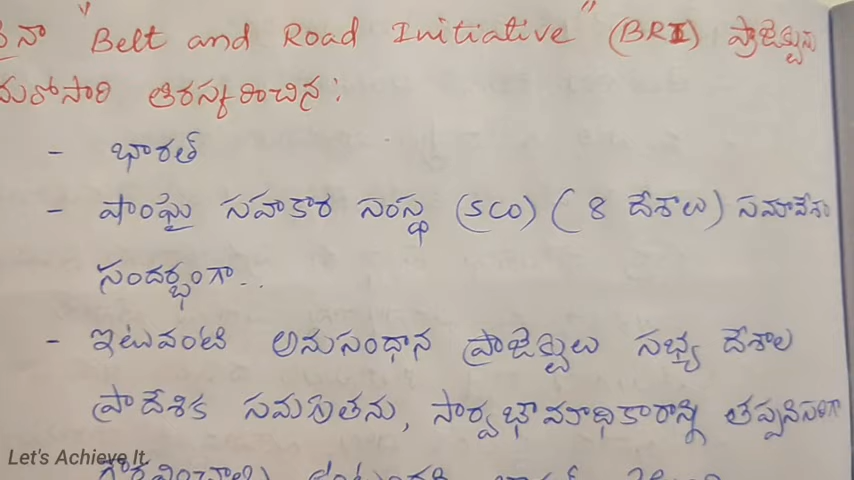 చైనా "Belt and Road Initiative" (BRI) ప్రాజెక్టును
మరోసారి తిరస్కరించిన :
- భారత్
- షాంఘై సహకార సంస్థ (SCO) ( 8 దేశాలు) సమావేశం
సందర్భంగా..
- ఇటువంటి అనుసంధాన ప్రాజెక్టులు సభ్య దేశాల
ప్రాదేశిక సమగ్రతను, సార్వభౌమాధికారాన్ని తప్పనిసరిగా
Let's Achieve It
గౌరవించాలి